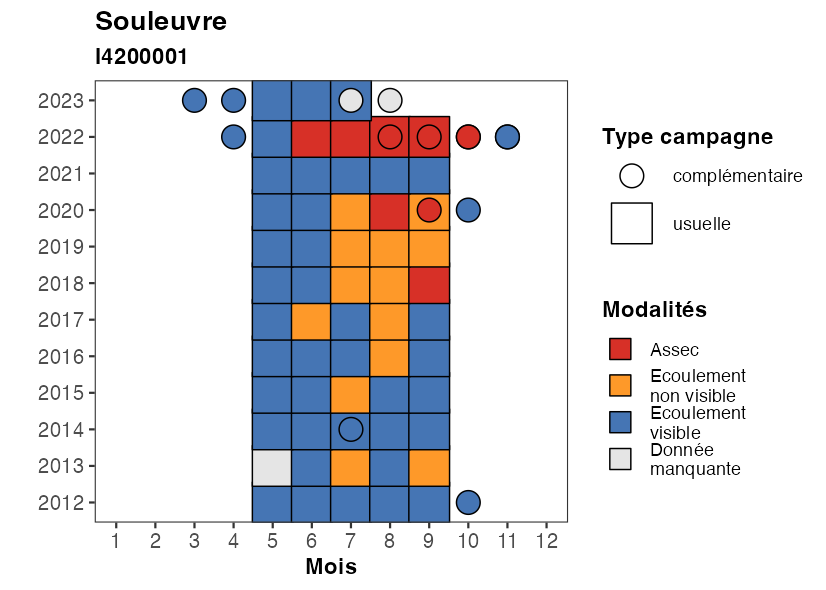 Souleuvre
I4200001
2023
2022
2021
2020
2019
2018
2017
2016
2015
2014
2013
2012
1 2 3 4 5 6 7 8 9 10 11 12
Mois
Type campagne
complémentaire
usuelle
Modalités
Assec
Ecoulement
non visible
Ecoulement
visible
Donnée
manquante